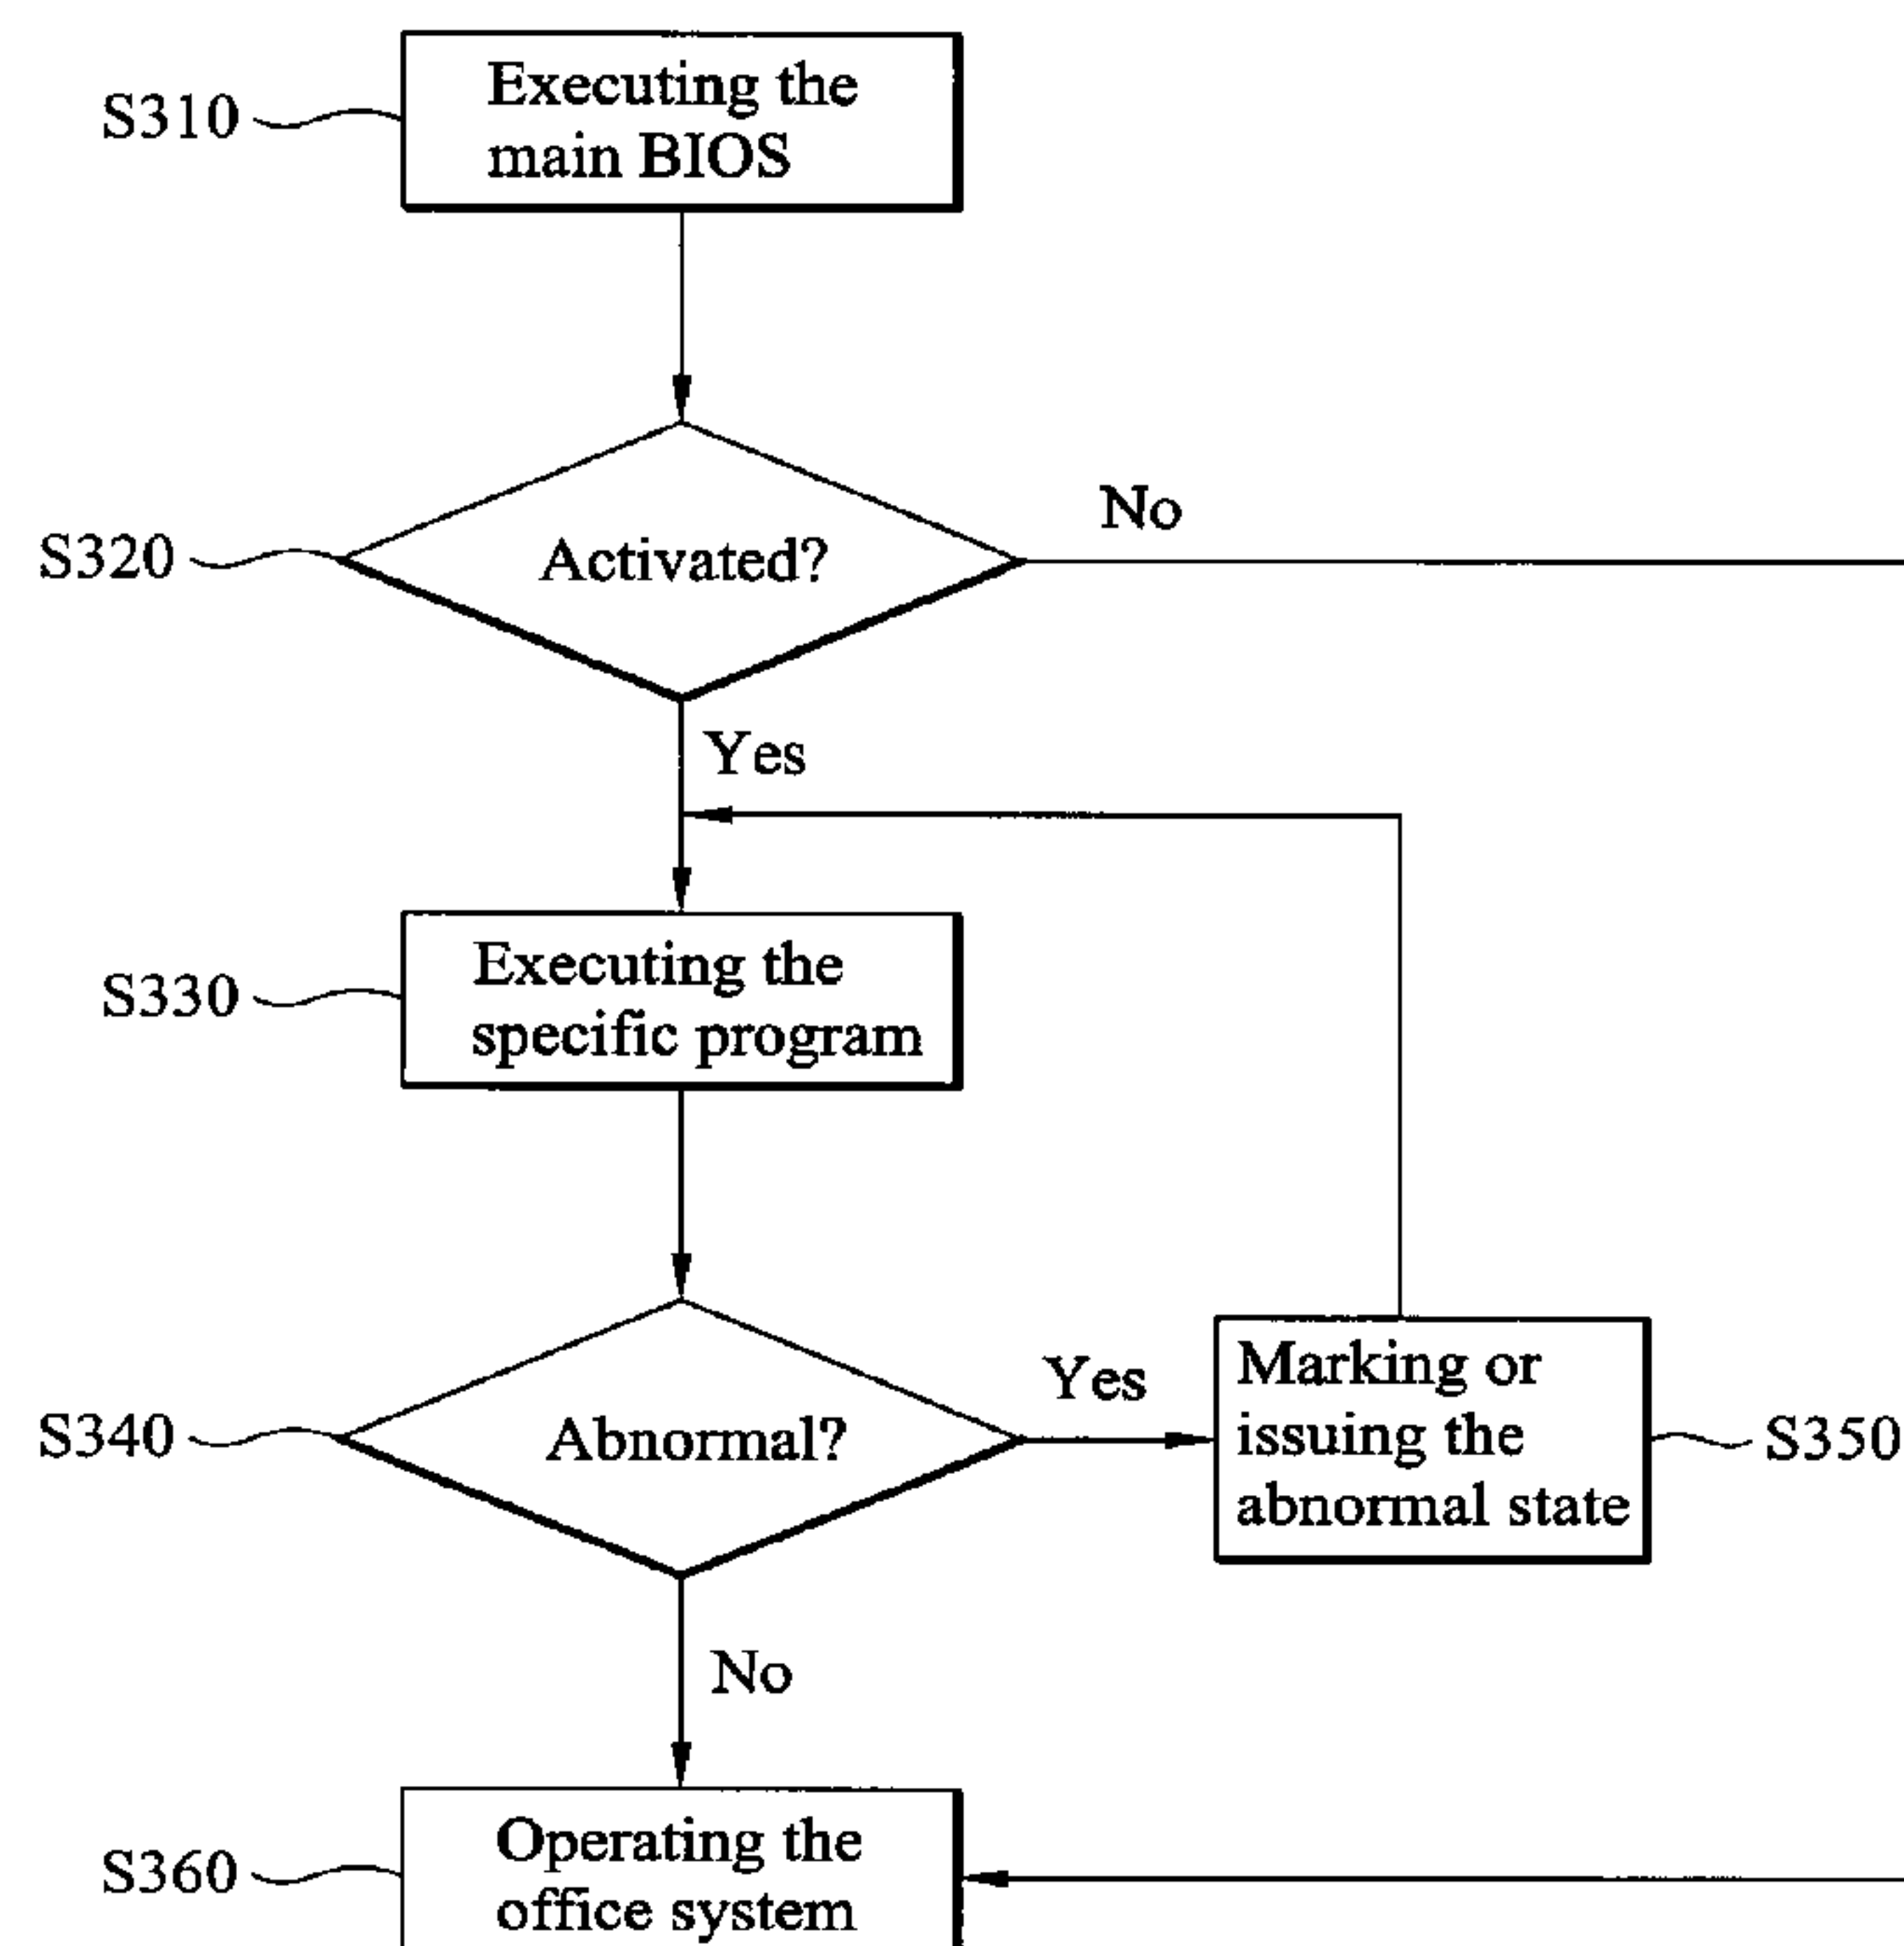 S310
Executing the
main BIOS
S320
Activated?
No
Yes
S330
Executing the
specific program
S340
Abnormal?
Yes
Marking or
issuing the
abnormal state
S350
No
S360
Operating the
office system